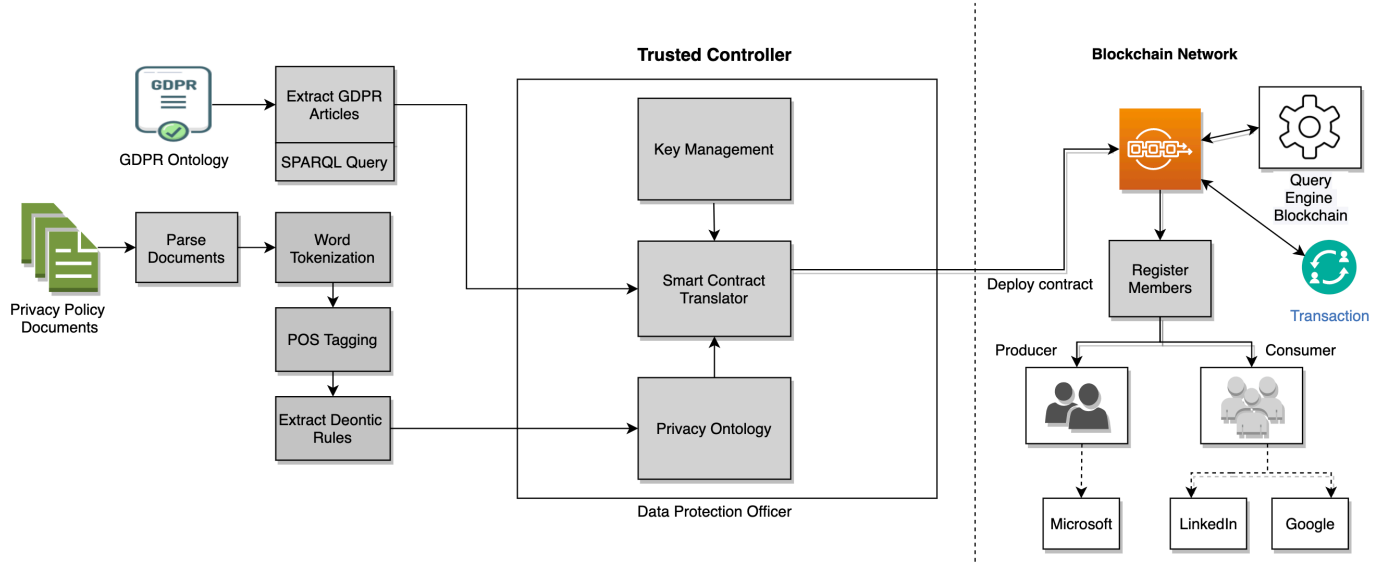 Trusted Controller
Blockchain Network
GDPR
GDPR Ontology
Extract GDPR
Articles
SPARQL Query
Key Management
Query
Engine
Blockchain
Privacy Policy
Documents
Parse
Documents
Word
Tokenization
POS Tagging
Extract Deontic
Rules
Smart Contract
Translator
Privacy Ontology
Data Protection Officer
Deploy contract
Register
Members
Transaction
Producer
Consumer
Microsoft
LinkedIn
Google